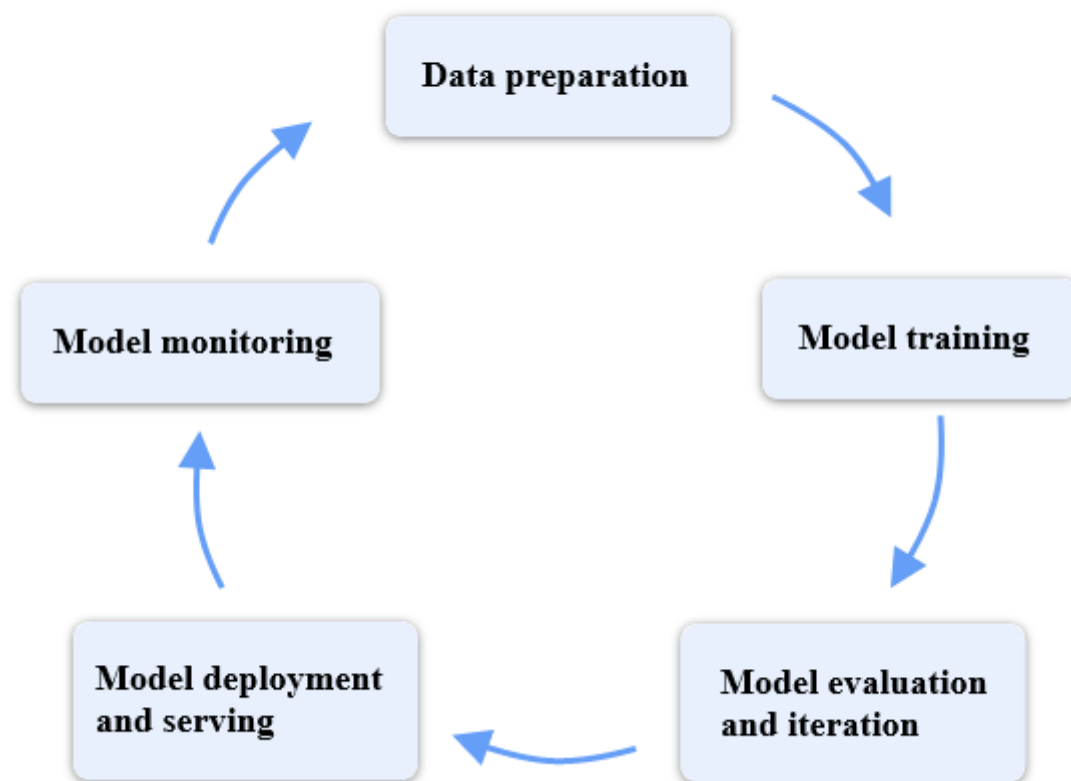 Data preparation
Model monitoring
Model training
Model deployment
and serving
Model evaluation
and iteration